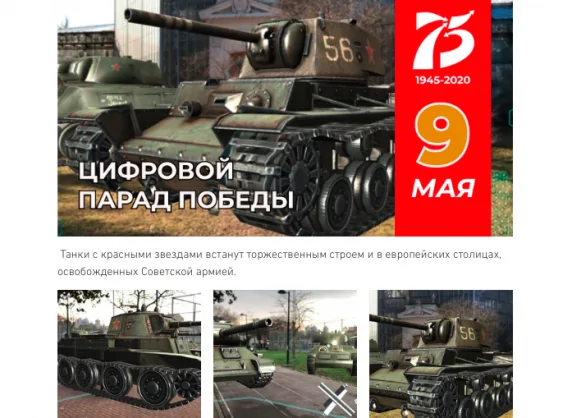 56
75
1945-2020
9
МАЯ
ЦИФРОВОЙ
ПАРАД ПОБЕДЫ
Танки с красными звездами встанут торжественным строем и в европейских столицах,
освобожденных Советской армией.
56